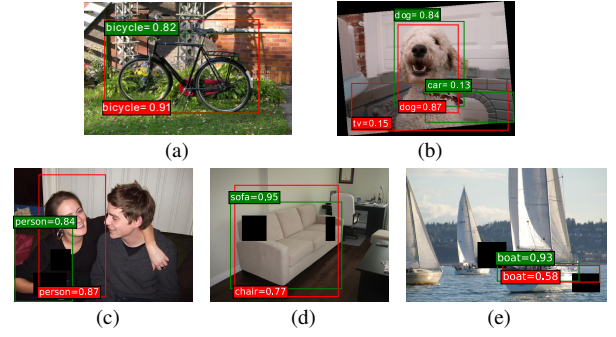 bicycle= 0.82
bicycle= 0.91
(a)
dog= 0.84
car= 0.13
dog=0.87
tv=0.15
(b)
person=0.84
person=0.87
(c)
sofa=0,95
chair=0.77
(d)
boat=0,93
boat=0.58
(e)